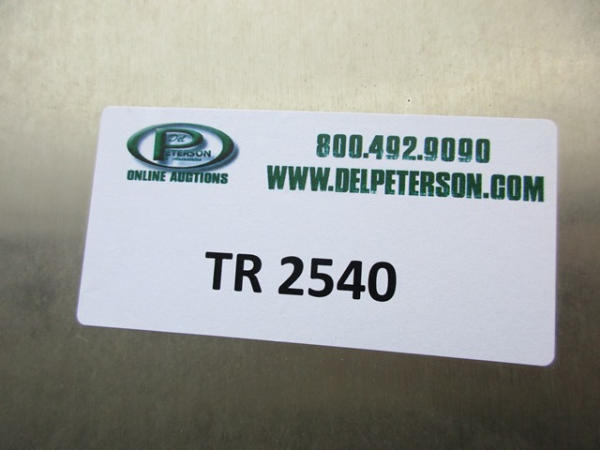 Del
PETERSON
ONLINE AUCTIONS
800.492.9090
WWW.DELPETERSON.COM
TR 2540